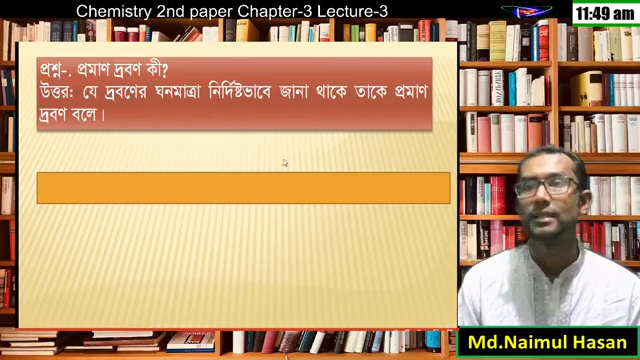 Chemistry 2nd paper Chapter-3 Lecture-3
11:49 am
প্রশ্ন-. প্রমাণ দ্রবণ কী?
উত্তর: যে দ্রবণের ঘনমাত্রা নির্দিষ্টভাবে জানা থাকে তাকে প্রমাণ
দ্রবণ বলে।
Md.Naimul Hasan